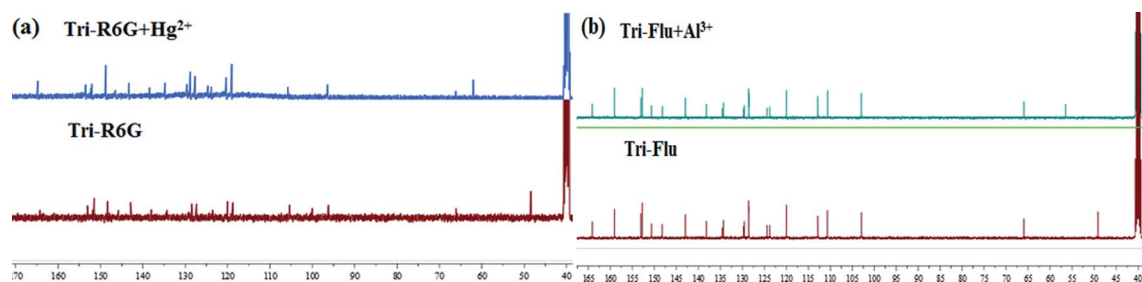 (a) Tri-R6G+Hg²⁺
Tri-R6G
170 160 150 140 130 120 110 100 90 80 70 60 50 40
(b) Tri-Flu+Al³⁺
Tri-Flu
165 160 155 150 145 140 135 130 125 120 115 110 105 100 95 90 85 80 75 70 65 60 55 50 45 40